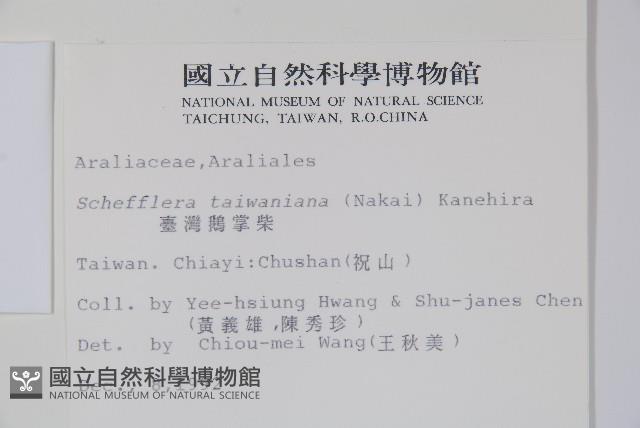 國立自然科學博物館
NATIONAL MUSEUM OF NATURAL SCIENCE
TAICHUNG, TAIWAN, R.O.CHINA
Araliaceae,Araliales
Schefflera taiwaniana (Nakai) Kanehira
臺灣鵝掌柴
Taiwan. Chiayi:Chushan(祝山)
Coll. by Yee-hsiung Hwang & Shu-janes Chen
(黃義雄,陳秀珍)
Det. by Chiou-mei Wang(王秋美)
國立自然科學博物館
NATIONAL MUSEUM OF NATURAL SCIENCE